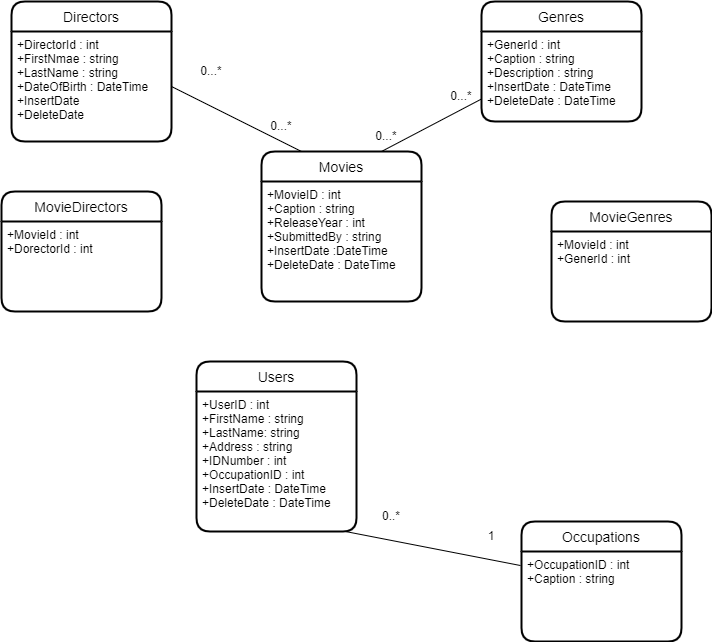 Directors
+DirectorId : int
+FirstNmae : string
+LastName : string
+DateOfBirth : DateTime
+InsertDate
+DeleteDate
Genres
+GenerId : int
+Caption : string
+Description : string
+InsertDate : DateTime
+DeleteDate : DateTime
0...*
0...*
0...*
0...*
Movies
+MovieID : int
+Caption : string
+ReleaseYear : int
+SubmittedBy : string
+InsertDate :DateTime
+DeleteDate : DateTime
MovieDirectors
+MovieId : int
+DorectorId : int
MovieGenres
+MovieId : int
+GenerId : int
Users
+UserID : int
+FirstName : string
+LastName: string
+Address : string
+IDNumber : int
+OccupationID : int
+InsertDate : DateTime
+DeleteDate : DateTime
0..*
1
Occupations
+OccupationID : int
+Caption : string